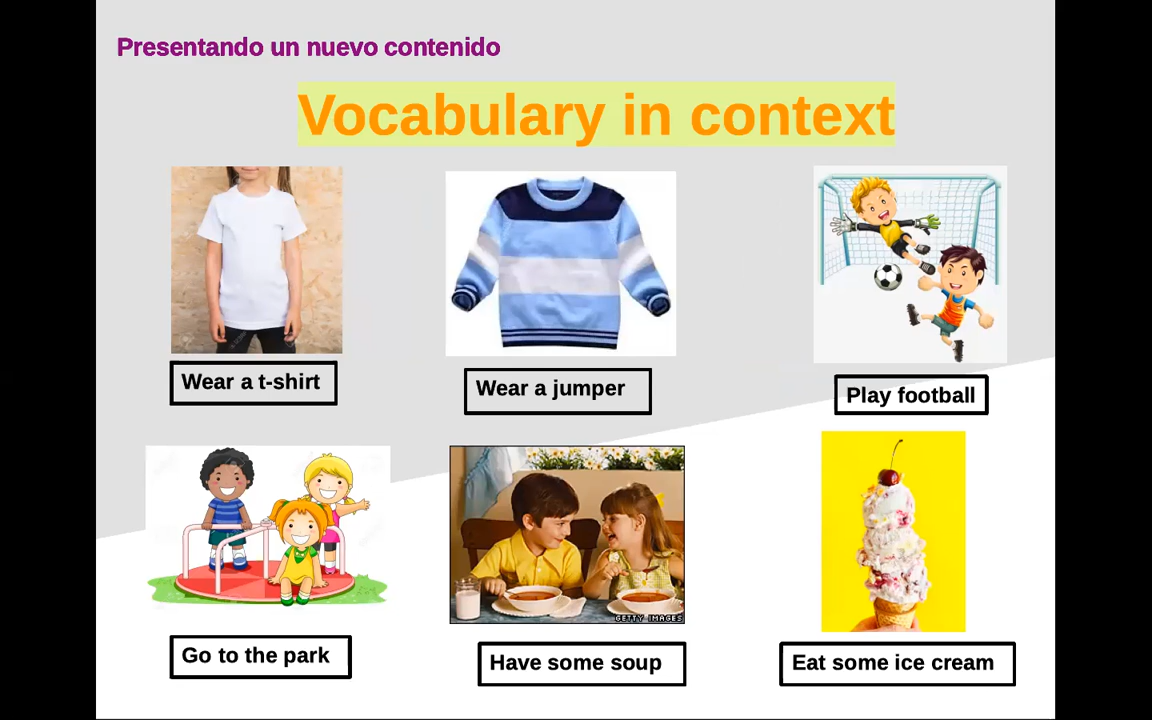 Presentando un nuevo contenido
Vocabulary in context
Wear a t-shirt
Wear a jumper
Play football
GETTY IMAGES
Go to the park
Have some soup
Eat some ice cream